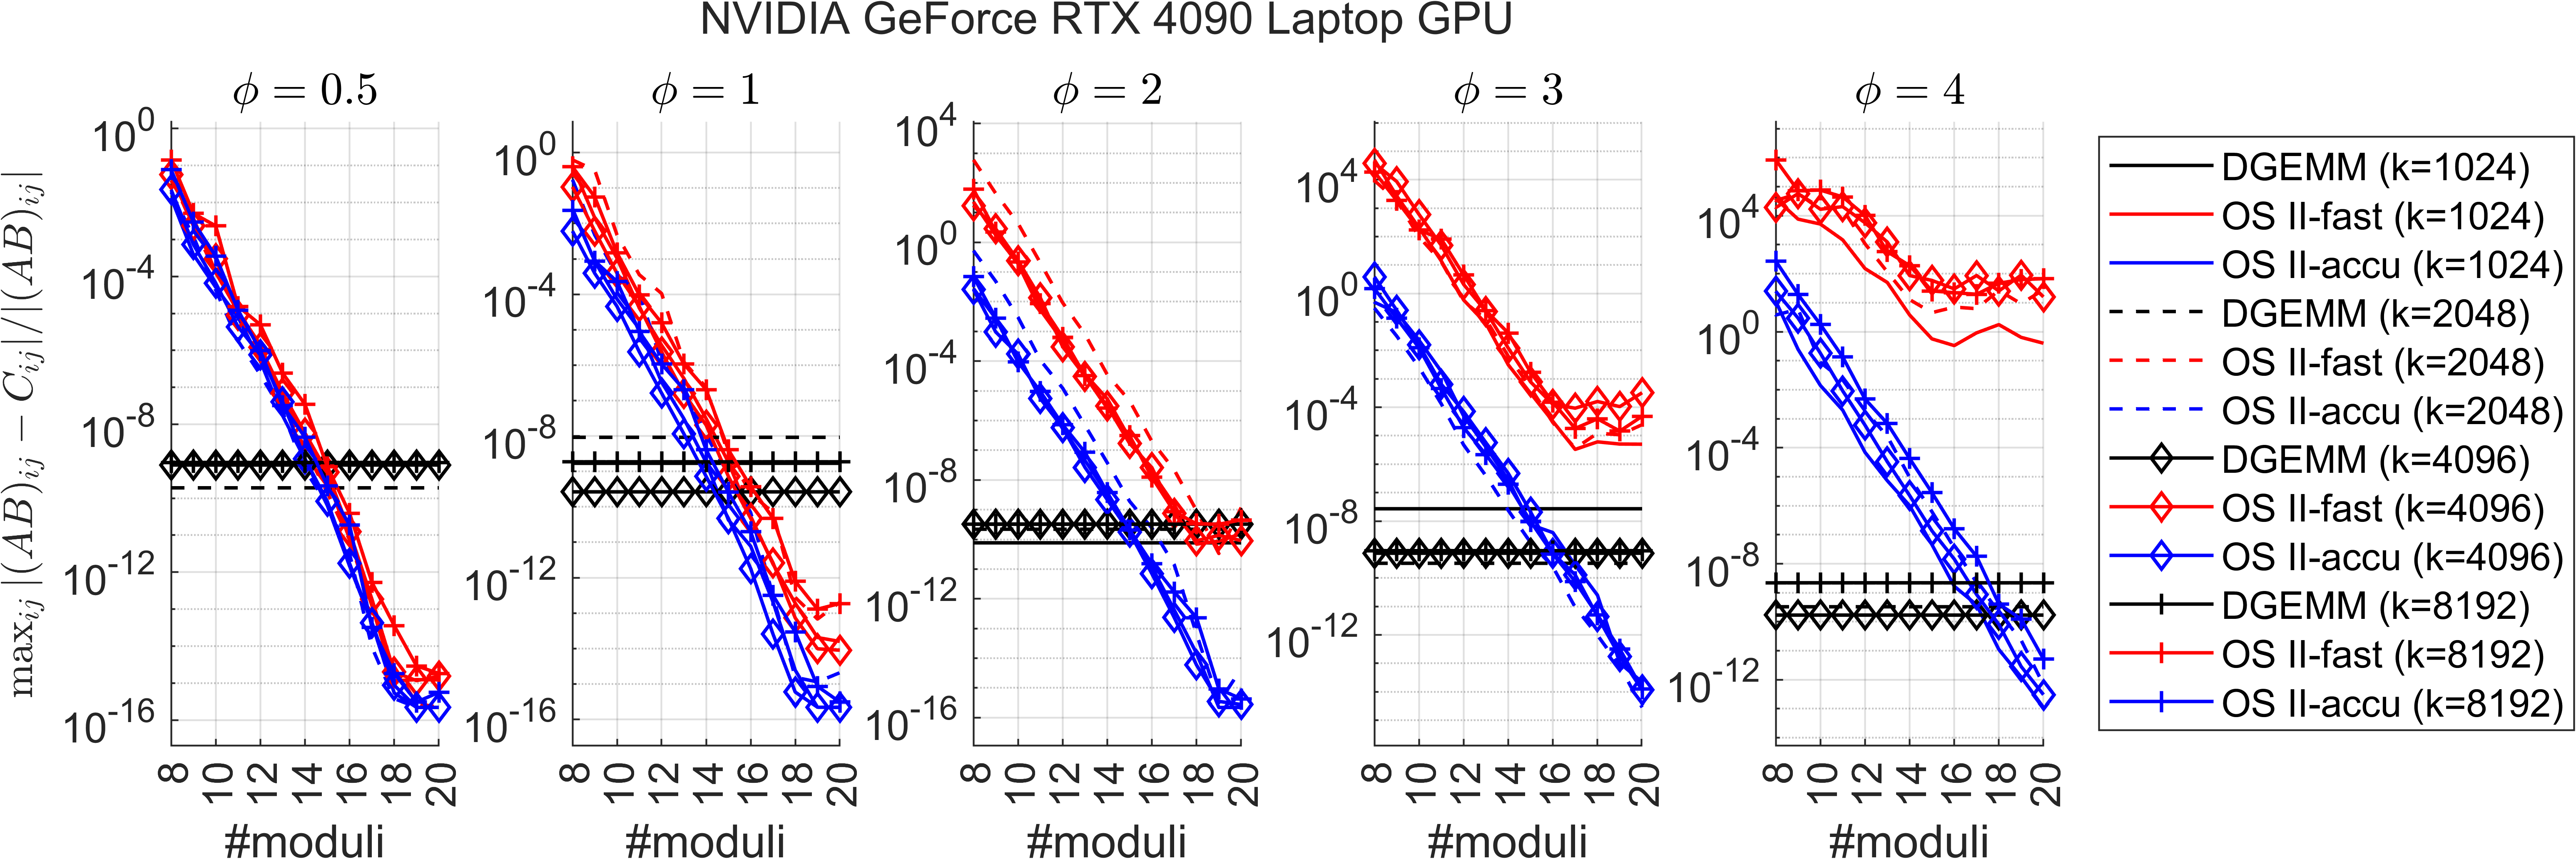 NVIDIA GeForce RTX 4090 Laptop GPU
ϕ = 0.5
ϕ = 1
ϕ = 2
ϕ = 3
ϕ = 4
max_{ij} |(AB)_{ij} − C_{ij}|/|(AB)_{ij}|
10^0
10^-4
10^-8
10^-12
10^-16
8 10 12 14 16 18 20
#moduli
10^0
10^-4
10^-8
10^-12
10^-16
8 10 12 14 16 18 20
#moduli
10^4
10^0
10^-4
10^-8
10^-12
10^-16
8 10 12 14 16 18 20
#moduli
10^4
10^0
10^-4
10^-8
10^-12
8 10 12 14 16 18 20
#moduli
10^4
10^0
10^-4
10^-8
10^-12
8 10 12 14 16 18 20
#moduli
DGEMM (k=1024)
OS II-fast (k=1024)
OS II-accu (k=1024)
DGEMM (k=2048)
OS II-fast (k=2048)
OS II-accu (k=2048)
DGEMM (k=4096)
OS II-fast (k=4096)
OS II-accu (k=4096)
DGEMM (k=8192)
OS II-fast (k=8192)
OS II-accu (k=8192)